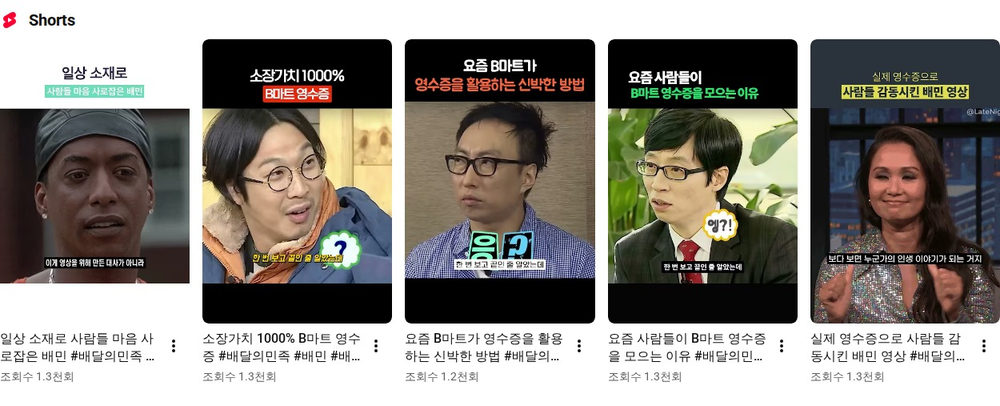 Shorts
일상 소재로
사람들 마음 사로잡은 배민
이게 영상을 위해 만든 대사가 아니라
일상 소재로 사람들 마음 사
로잡은 배민 #배달의민족 ...
조회수 1.3천회
소장가치 1000%
B마트 영수증
?
한 번 보고 끝인 줄 알았는데
소장가치 1000% B마트 영수
증 #배달의민족 #배민 #배...
조회수 1.3천회
요즘 B마트가
영수증을 활용하는 신박한 방법
응?
한 번 보고 끝인 줄 알았는데
요즘 B마트가 영수증을 활용
하는 신박한 방법 #배달의...
조회수 1.2천회
요즘 사람들이
B마트 영수증을 모으는 이유
엥?!
한 번 보고 끝인 줄 알았는데
요즘 사람들이 B마트 영수증
을 모으는 이유 #배달의민...
조회수 1.3천회
실제 영수증으로
사람들 감동시킨 배민 영상
@LateNig
보다 보면 누군가의 인생 이야기가 되는 거지
실제 영수증으로 사람들 감
동시킨 배민 영상 #배달의...
조회수 1.3천회